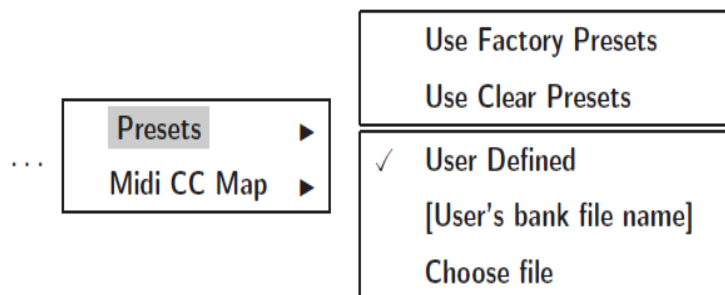 Use Factory Presets
Use Clear Presets
Presets ▶
... Midi CC Map ▶
✓ User Defined
[User's bank file name]
Choose file